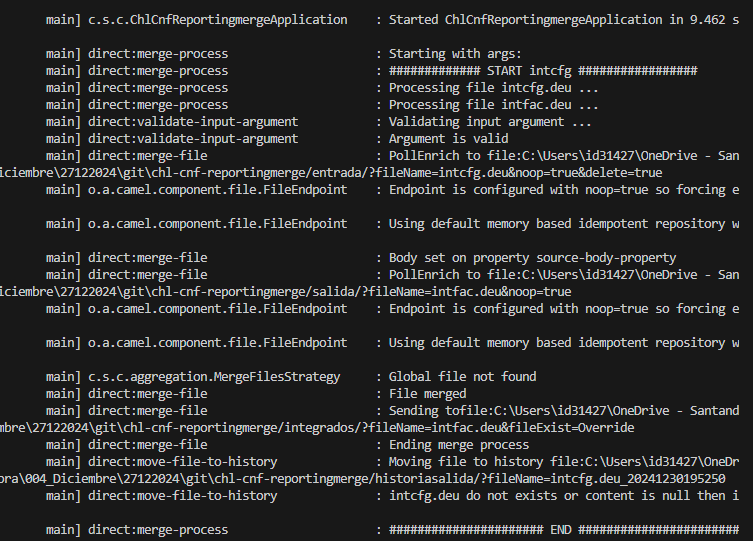 main] c.s.c.ChlCnfReportingmergeApplication    : Started ChlCnfReportingmergeApplication in 9.462 s
main] direct:merge-process                     : Starting with args:
main] direct:merge-process                     : ############# START intcfg #################
main] direct:merge-process                     : Processing file intcfg.deu ...
main] direct:merge-process                     : Processing file intfac.deu ...
main] direct:validate-input-argument           : Validating input argument ...
main] direct:validate-input-argument           : Argument is valid
main] direct:merge-file                        : PollEnrich to file:C:\Users\id31427\OneDrive - San
iciembre\27122024\git\chl-cnf-reportingmerge/entrada/?fileName=intcfg.deu&noop=true&delete=true
main] o.a.camel.component.file.FileEndpoint    : Endpoint is configured with noop=true so forcing e
main] o.a.camel.component.file.FileEndpoint    : Using default memory based idempotent repository w
main] direct:merge-file                        : Body set on property source-body-property
main] direct:merge-file                        : PollEnrich to file:C:\Users\id31427\OneDrive - San
iciembre\27122024\git\chl-cnf-reportingmerge/salida/?fileName=intfac.deu&noop=true
main] o.a.camel.component.file.FileEndpoint    : Endpoint is configured with noop=true so forcing e
main] o.a.camel.component.file.FileEndpoint    : Using default memory based idempotent repository w
main] c.s.c.aggregation.MergeFilesStrategy     : Global file not found
main] direct:merge-file                        : File merged
main] direct:merge-file                        : Sending tofile:C:\Users\id31427\OneDrive - Santand
mbre\27122024\git\chl-cnf-reportingmerge/integrados/?fileName=intfac.deu&fileExist=Override
main] direct:merge-file                        : Ending merge process
main] direct:move-file-to-history              : Moving file to history file:C:\Users\id31427\OneDr
ora\004_Diciembre\27122024\git\chl-cnf-reportingmerge/historiasalida/?fileName=intcfg.deu_20241230195250
main] direct:move-file-to-history              : intcfg.deu do not exists or content is null then i
main] direct:merge-process                     : ###################### END #######################